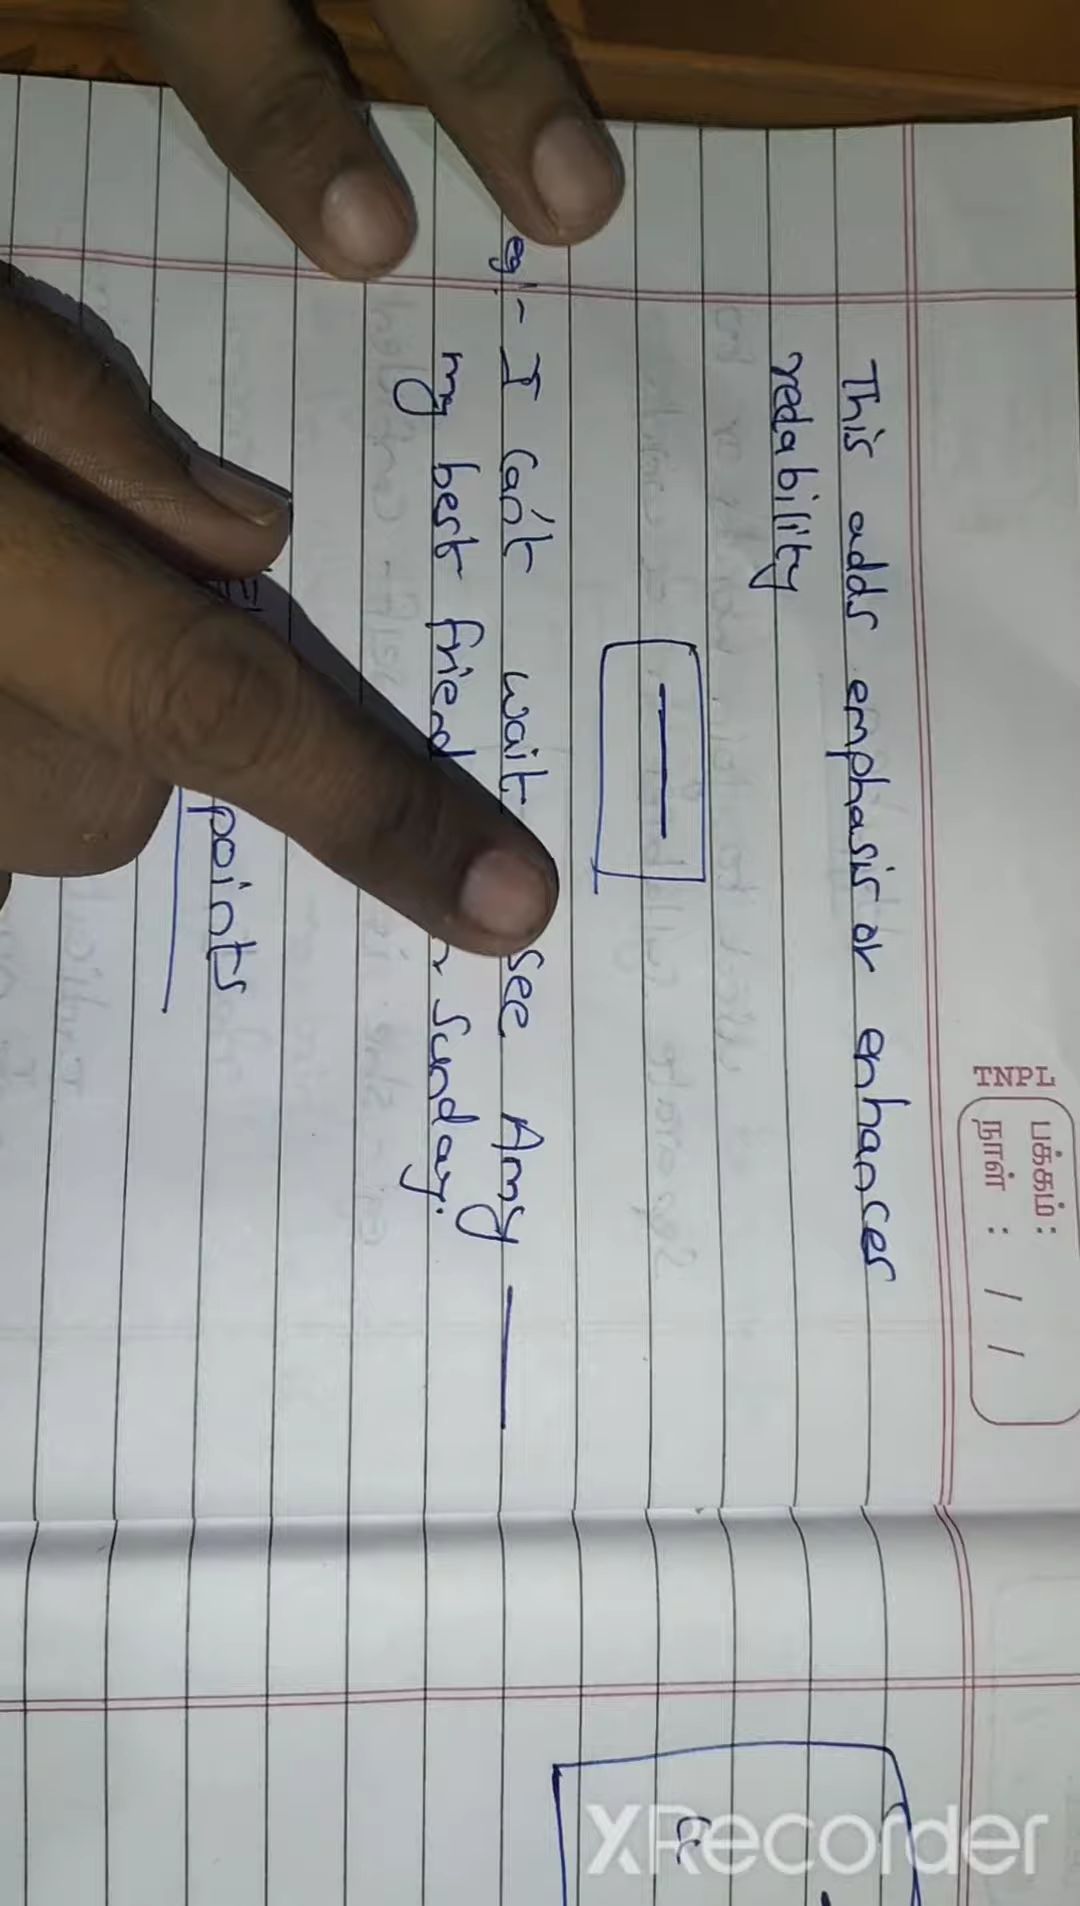 TNPL
பக்கம் :
நாள் : / /
This adds emphasis or enhances
redability
eg:- I can't wait see Amy —
my best friend Sunday.
points
XRecorder